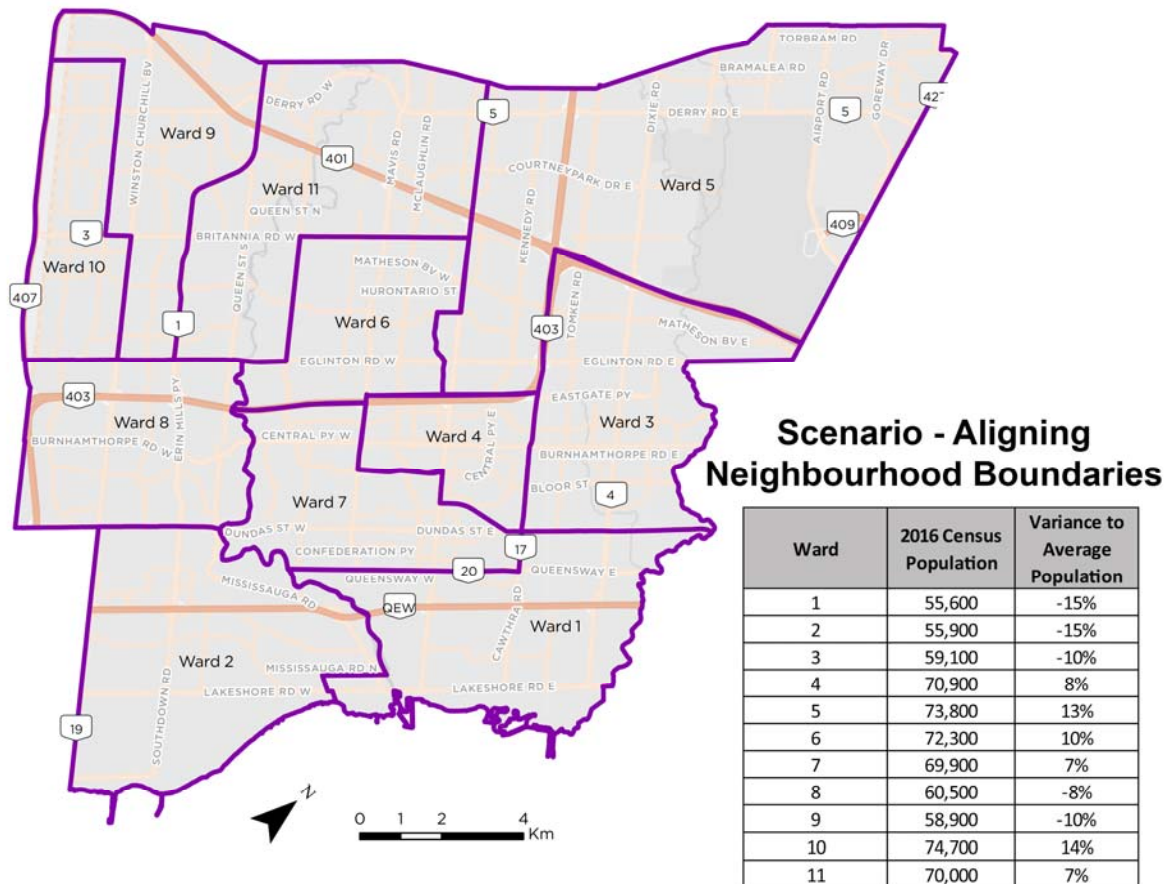 TORBRAM RD
BRAMALEA RD
AIRPORT RD
GOREWAY DR
427
5
DERRY RD E
DIXIE RD
WINSTON CHURCHILL BV
DERRY RD W
5
Ward 9
401
MAVIS RD
MCLAUGHLIN RD
COURTNEYPARK DR E
Ward 5
Ward 11
QUEEN ST N
KENNEDY RD
409
3
BRITANNIA RD W
Ward 10
QUEEN ST S
MATHESON BV W
HURONTARIO ST
TOMKEN RD
407
1
Ward 6
403
MATHESON BV E
EGLINTON RD W
EGLINTON RD E
403
ERIN MILLS PY
EASTGATE PY
Ward 8
BURNHAMTHORPE RD W
CENTRAL PY W
Ward 4
CENTRAL PY E
Ward 3
BURNHAMTHORPE RD E
BLOOR ST
4
Ward 7
DUNDAS ST W
DUNDAS ST E
CONFEDERATION PY
17
QUEENSWAY W
20
QUEENSWAY E
MISSISSAUGA RD
QEW
CAWTHRA RD
Ward 1
Ward 2
MISSISSAUGA RD N
LAKESHORE RD W
LAKESHORE RD E
SOUTHDOWN RD
19
N
0 1 2 4
Km
Scenario - Aligning
Neighbourhood Boundaries
Ward 2016 Census Population Variance to Average Population
1 55,600 -15%
2 55,900 -15%
3 59,100 -10%
4 70,900 8%
5 73,800 13%
6 72,300 10%
7 69,900 7%
8 60,500 -8%
9 58,900 -10%
10 74,700 14%
11 70,000 7%